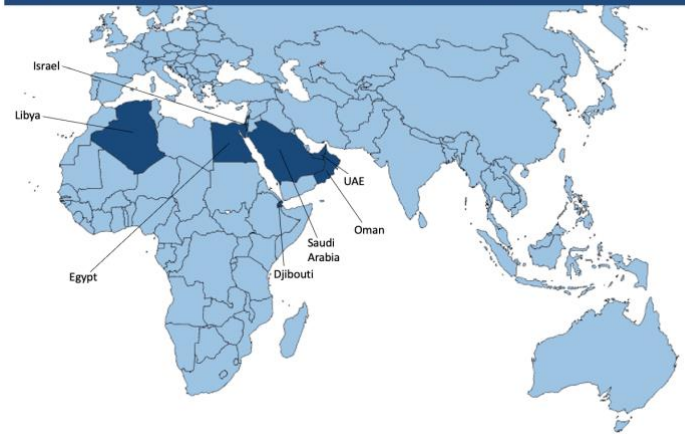 Israel
Libya
UAE
Oman
Saudi
Arabia
Egypt
Djibouti